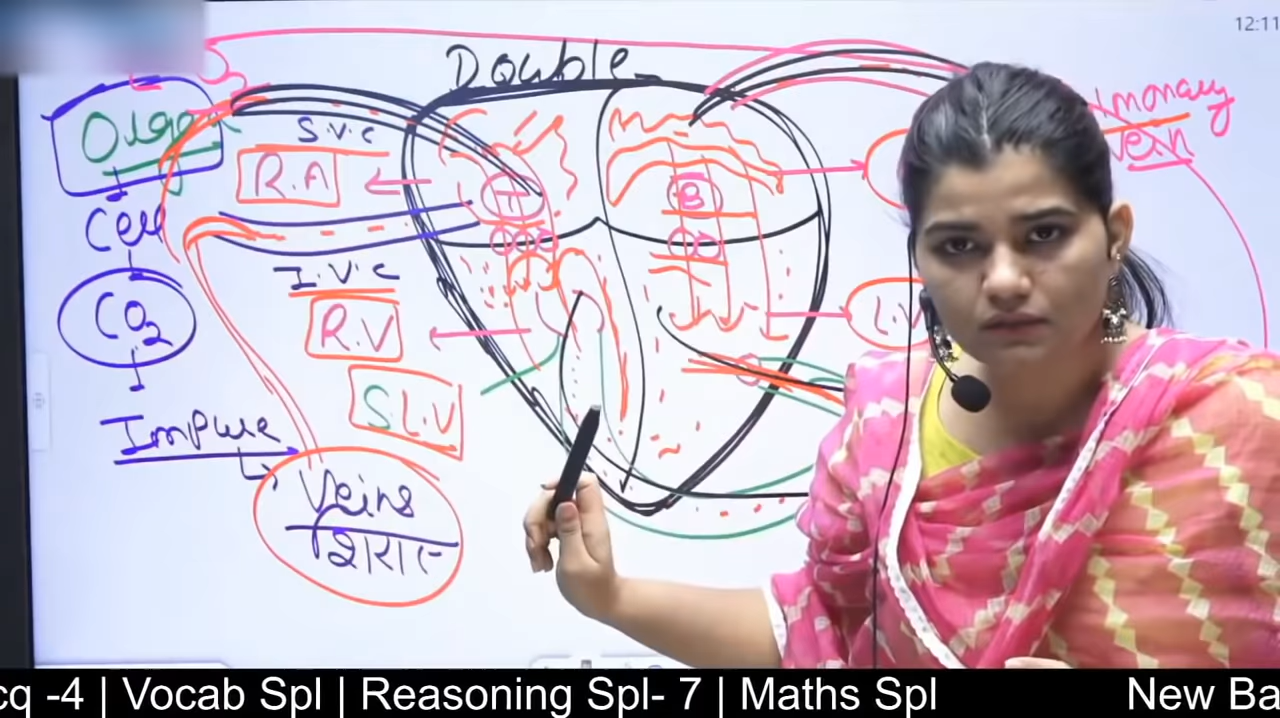 12:11
Double
Organ
Cell
CO2
Impure
Veins
शिराएं
S.V.C
R.A
I.V.C
R.V
SLV
T
B
L.V
vein
cq -4 | Vocab Spl | Reasoning Spl- 7 | Maths Spl
New Ba